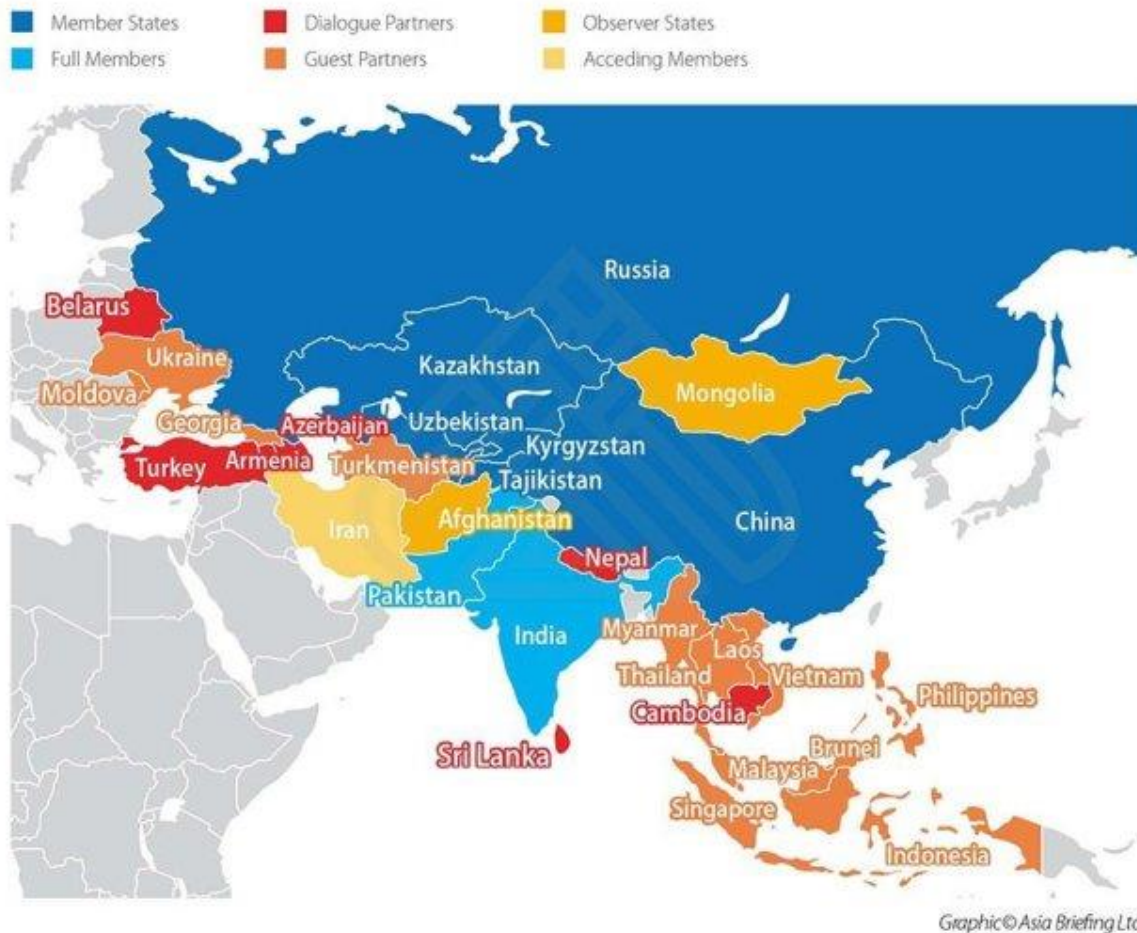 Member States
Dialogue Partners
Observer States
Full Members
Guest Partners
Acceding Members
Russia
Belarus
Ukraine
Kazakhstan
Moldova
Mongolia
Georgia
Azerbaijan
Uzbekistan
Kyrgyzstan
Turkey
Armenia
Turkmenistan
Tajikistan
Iran
Afghanistan
China
Nepal
Pakistan
India
Myanmar
Laos
Thailand
Vietnam
Philippines
Cambodia
Sri Lanka
Brunei
Malaysia
Singapore
Indonesia
Graphic© Asia Briefing Ltd